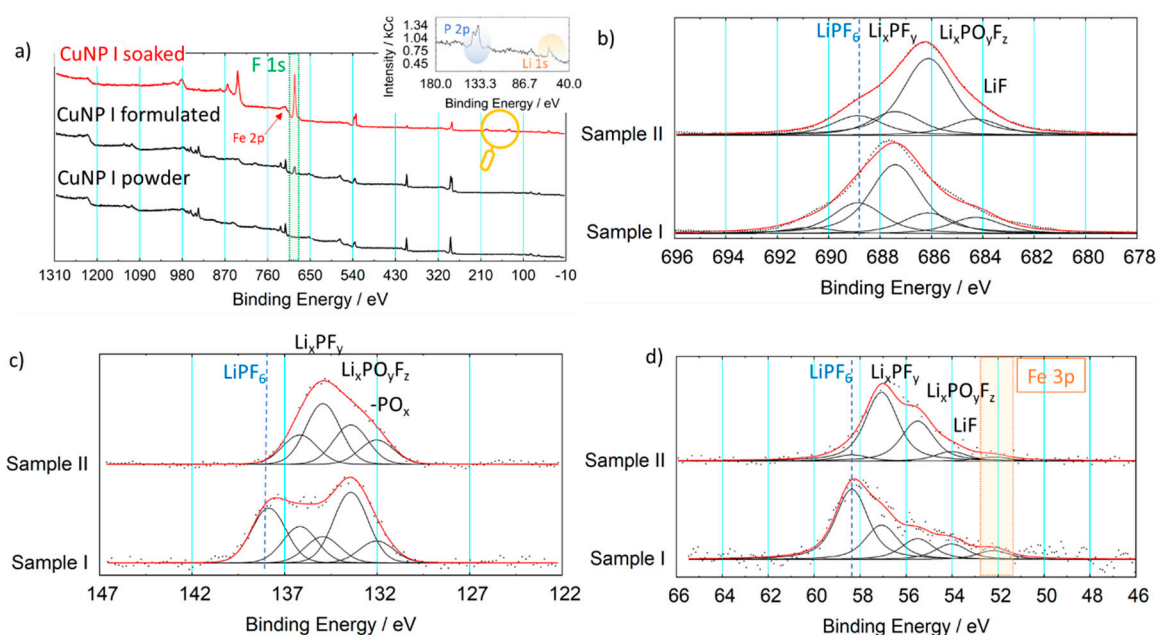 a)
CuNP I soaked
F 1s
Fe 2p
CuNP I formulated
CuNP I powder
1310 1200 1090 980 870 760 650 540 430 320 210 100 -10
Binding Energy / eV
Intensity / kCc
1.34
1.04
0.75
0.45
P 2p
Li 1s
180.0 133.3 86.7 40.0
Binding Energy / eV
b)
LiPF6
LixPFy
LixPOyFz
LiF
Sample II
Sample I
696 694 692 690 688 686 684 682 680 678
Binding Energy / eV
c)
LixPFy
LiPF6
LixPOyFz
-POx
Sample II
Sample I
147 142 137 132 127 122
Binding Energy / eV
d)
LiPF6
LixPFy
LixPOyFz
LiF
Fe 3p
Sample II
Sample I
66 64 62 60 58 56 54 52 50 48 46
Binding Energy / eV